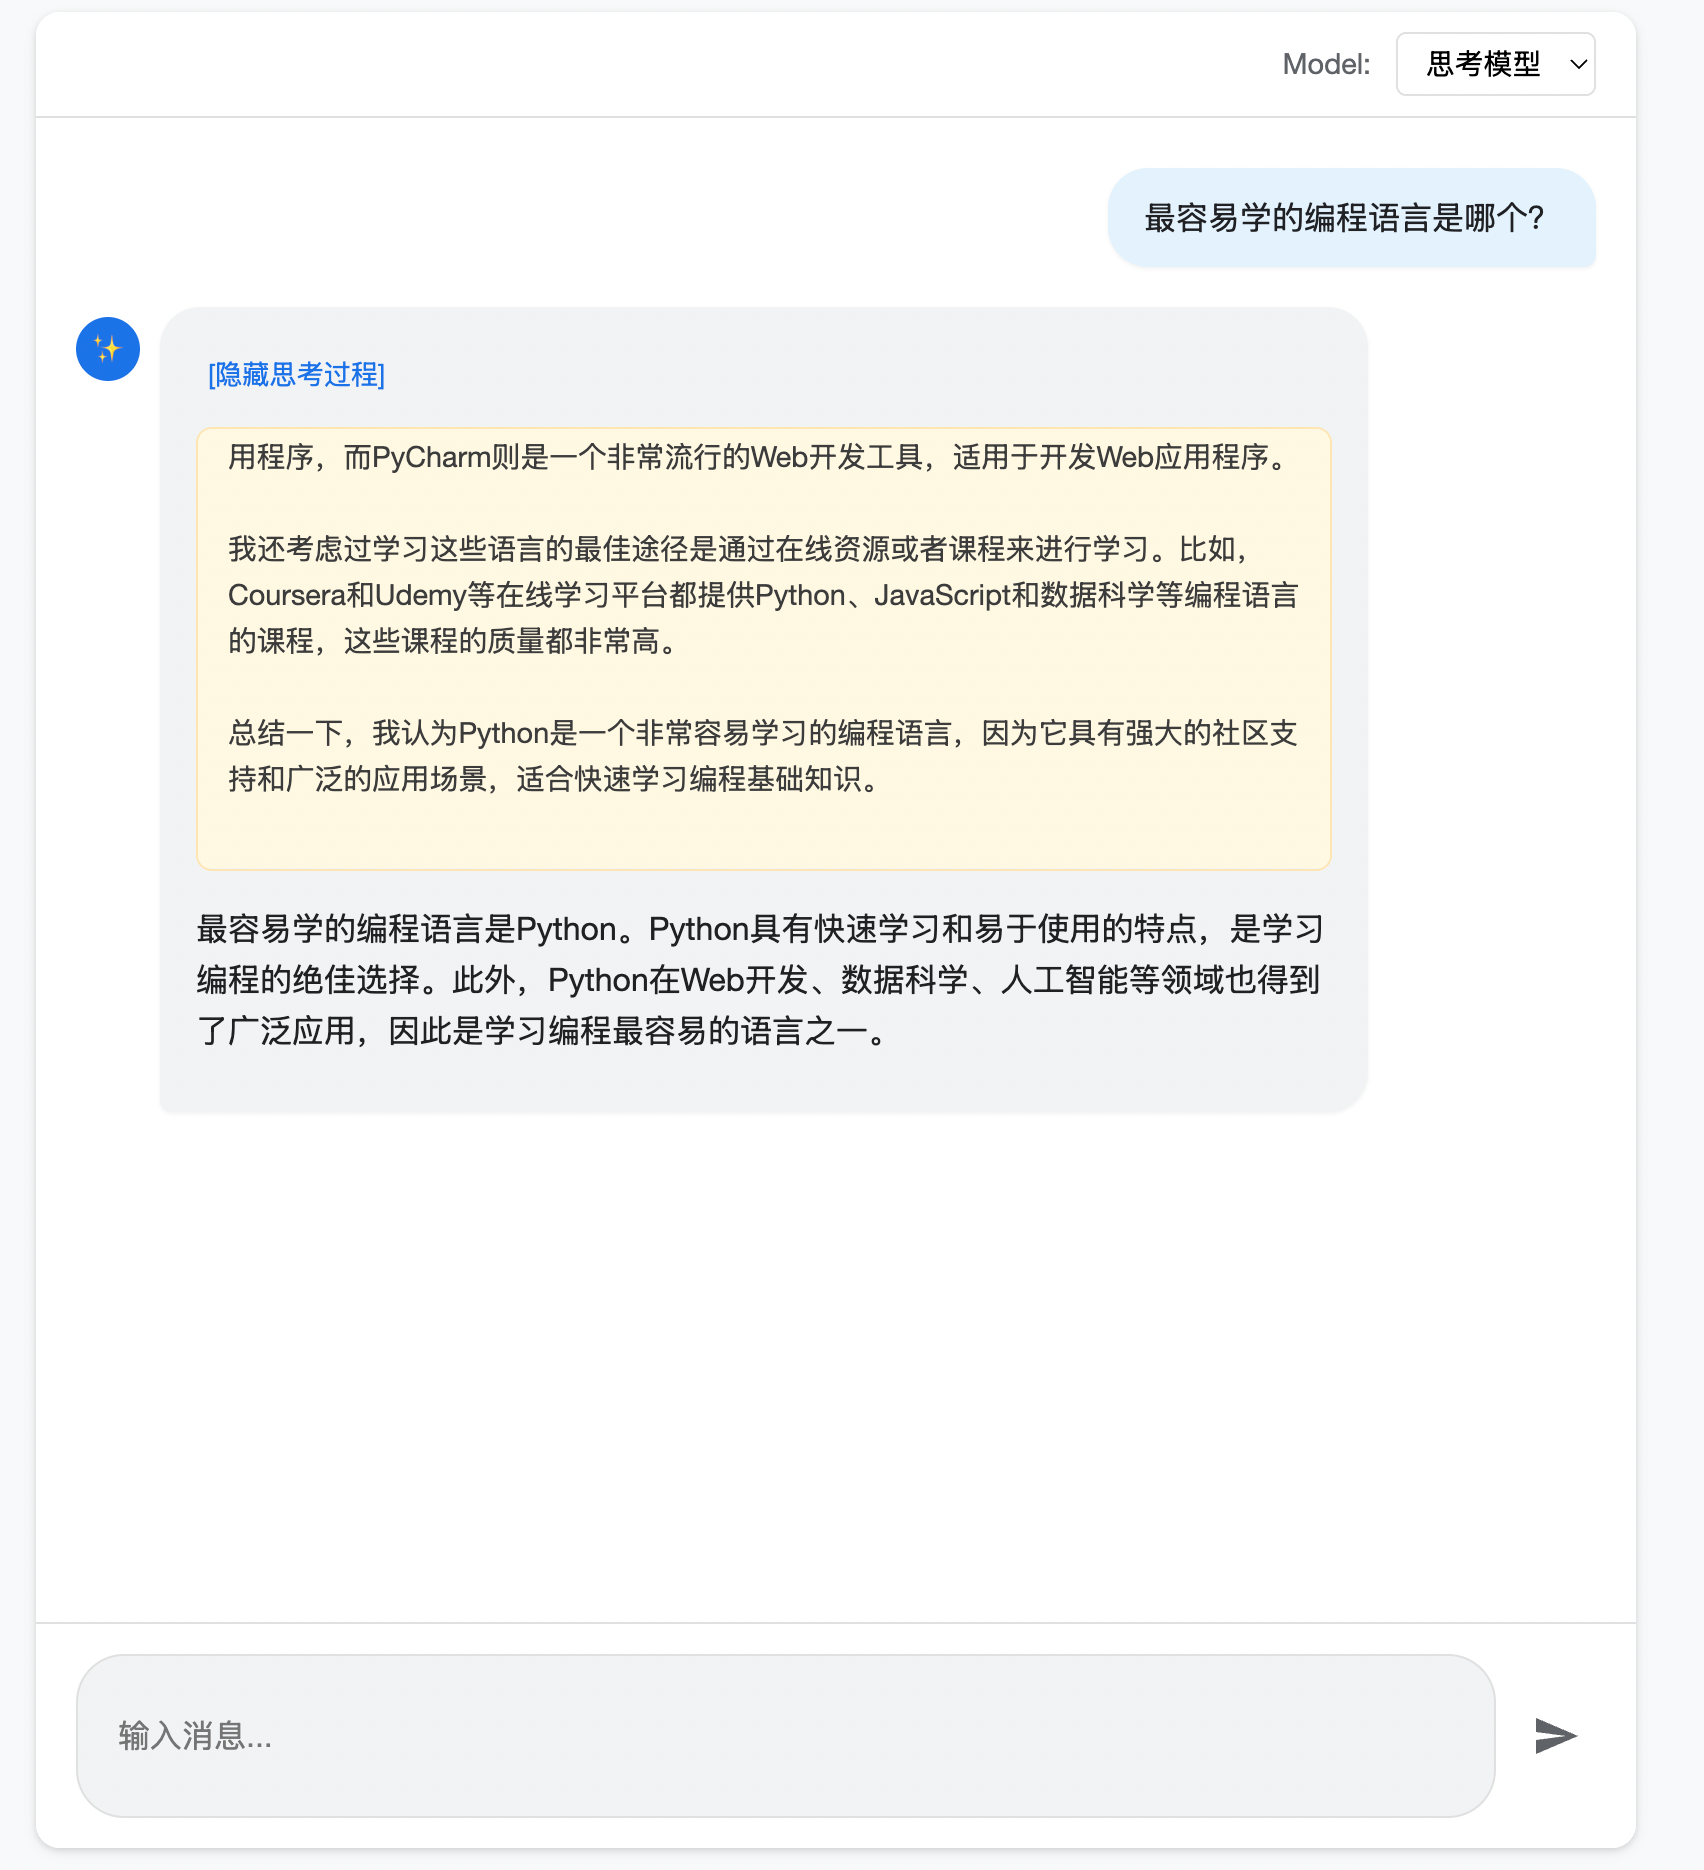 Model: 思考模型
最容易学的编程语言是哪个?
[隐藏思考过程]
用程序，而PyCharm则是一个非常流行的Web开发工具，适用于开发Web应用程序。
我还考虑过学习这些语言的最佳途径是通过在线资源或者课程来进行学习。比如，
Coursera和Udemy等在线学习平台都提供Python、JavaScript和数据科学等编程语言
的课程，这些课程的质量都非常高。
总结一下，我认为Python是一个非常容易学习的编程语言，因为它具有强大的社区支
持和广泛的应用场景，适合快速学习编程基础知识。
最容易学的编程语言是Python。Python具有快速学习和易于使用的特点，是学习
编程的绝佳选择。此外，Python在Web开发、数据科学、人工智能等领域也得到
了广泛应用，因此是学习编程最容易的语言之一。
输入消息...